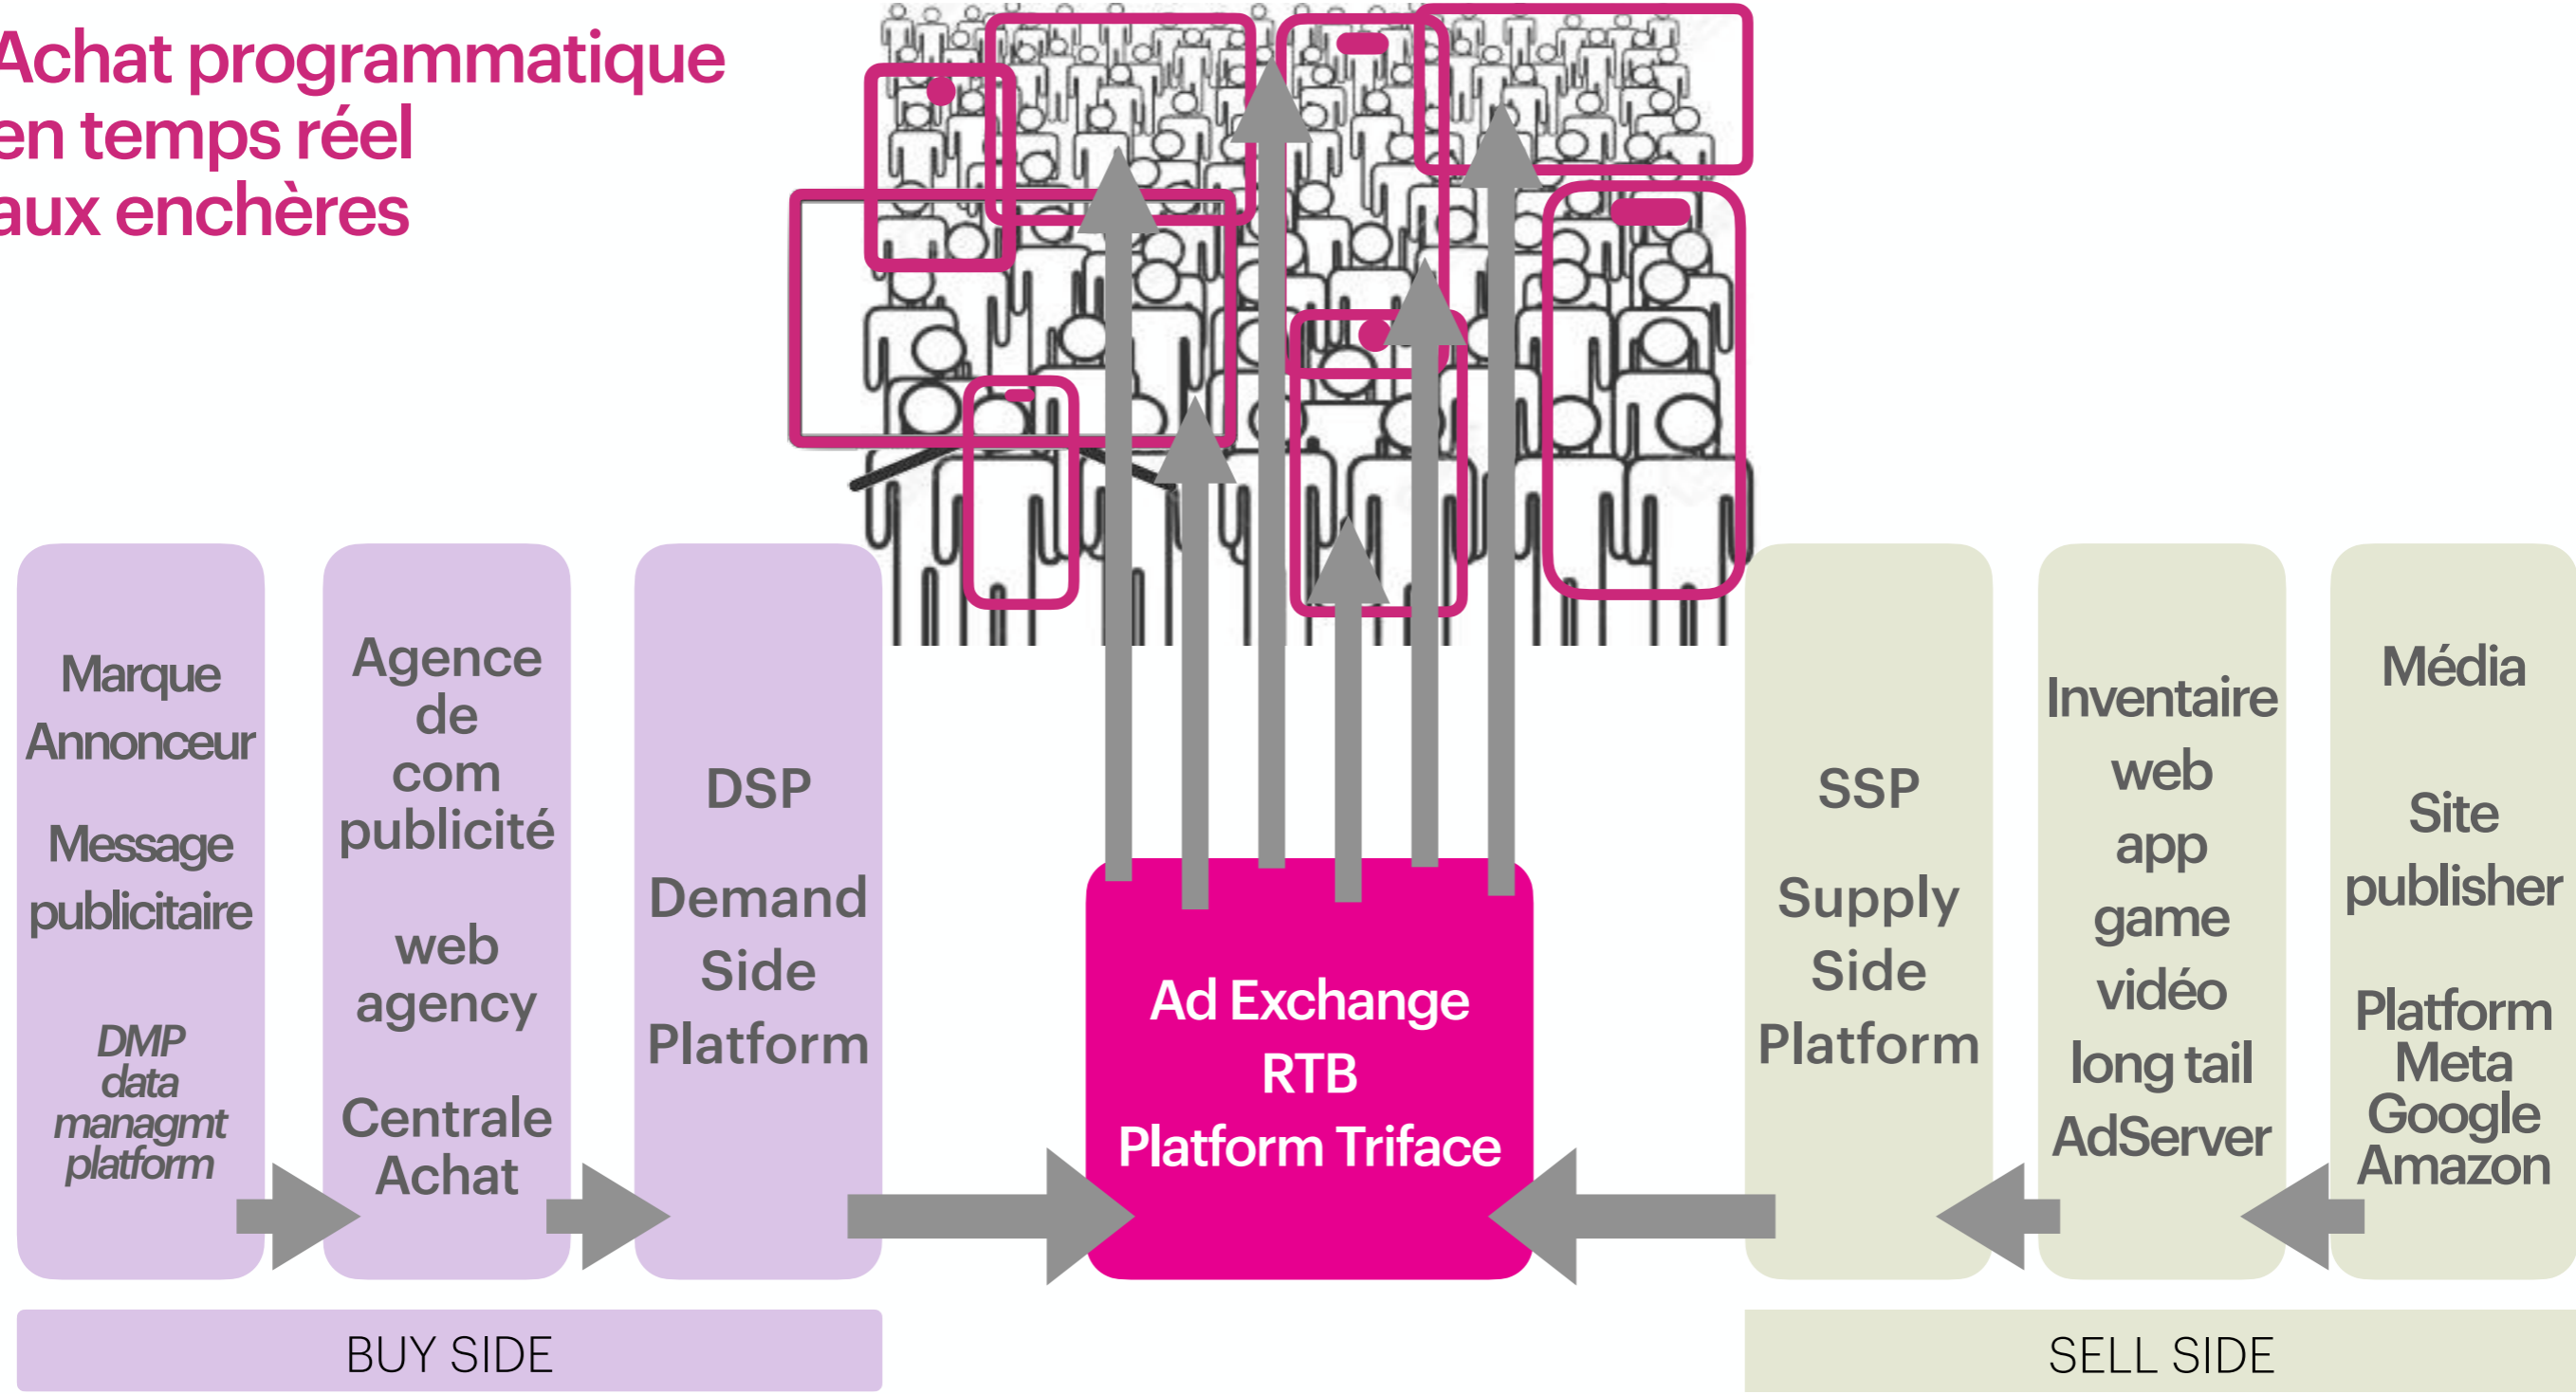 Achat programmatique
en temps réel
aux enchères
Marque
Annonceur
Message
publicitaire
DMP
data
managmt
platform
Agence
de
com
publicité
web
agency
Centrale
Achat
DSP
Demand
Side
Platform
Ad Exchange
RTB
Platform Triface
SSP
Supply
Side
Platform
Inventaire
web
app
game
vidéo
long tail
AdServer
Média
Site
publisher
Platform
Meta
Google
Amazon
BUY SIDE
SELL SIDE